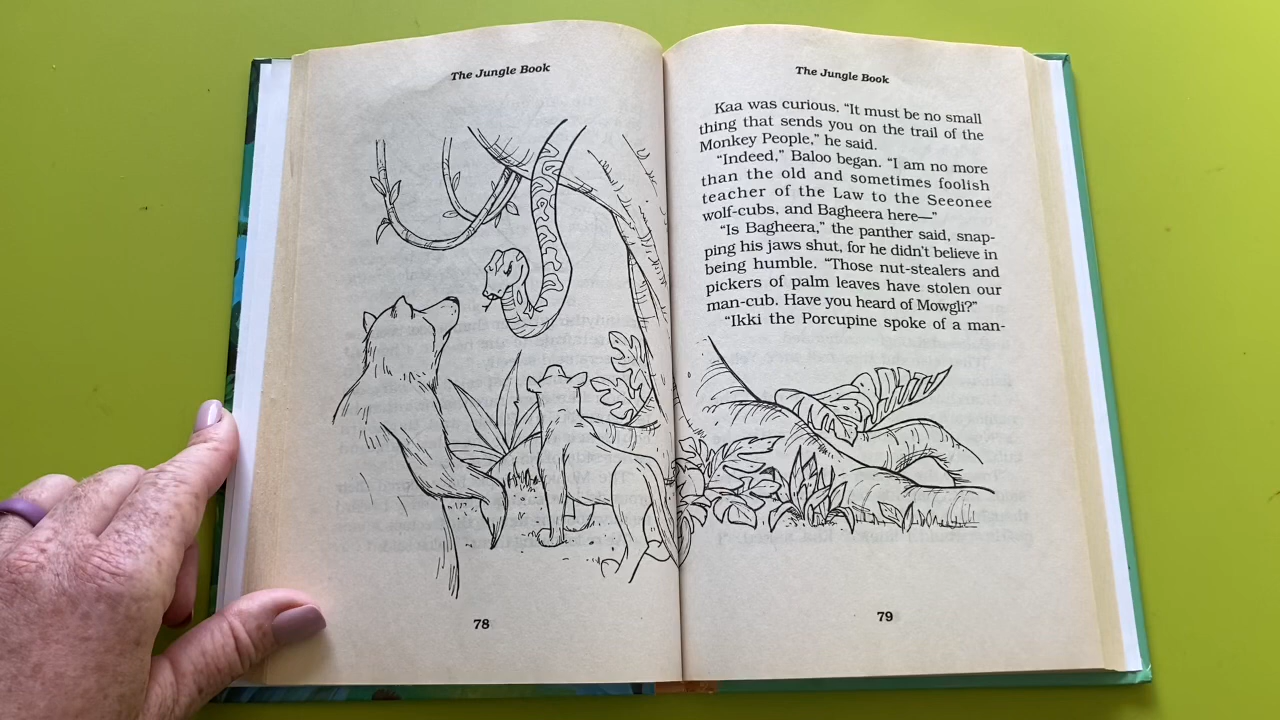 The Jungle Book
78
The Jungle Book
Kaa was curious. “It must be no small
thing that sends you on the trail of the
Monkey People,” he said.
“Indeed,” Baloo began. “I am no more
than the old and sometimes foolish
teacher of the Law to the Seeonee
wolf-cubs, and Bagheera here—”
“Is Bagheera,” the panther said, snap-
ping his jaws shut, for he didn’t believe in
being humble. “Those nut-stealers and
pickers of palm leaves have stolen our
man-cub. Have you heard of Mowgli?”
“Ikki the Porcupine spoke of a man-
79